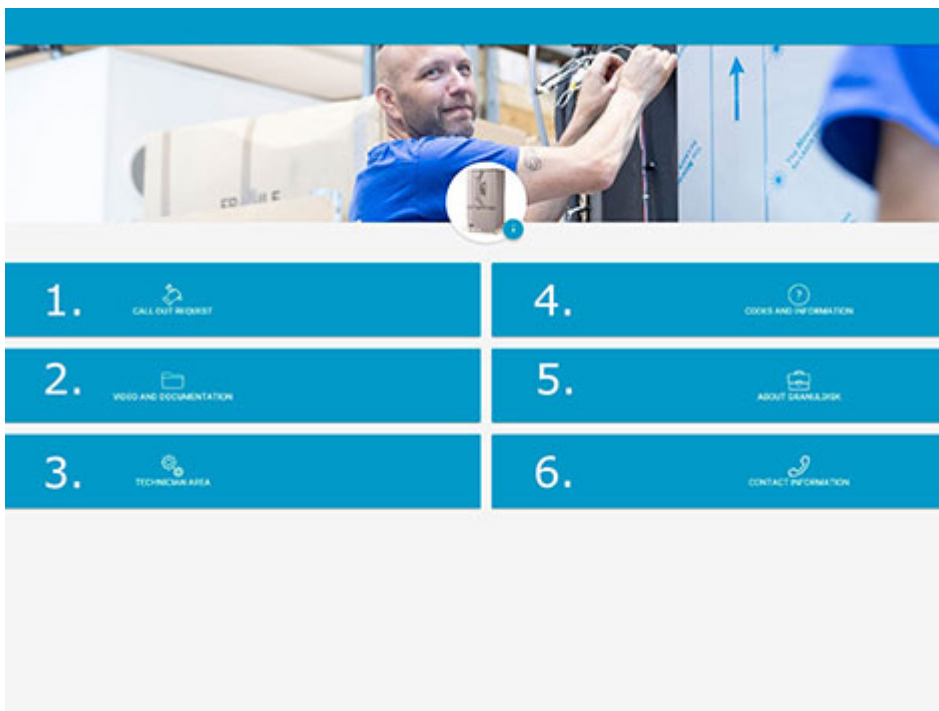 FRAGILE
1.
CALL OUT REQUEST
2.
VIDEO AND DOCUMENTATION
3.
TECHNICIAN AREA
4.
CODES AND INFORMATION
5.
ABOUT GRANULDISK
6.
CONTACT INFORMATION